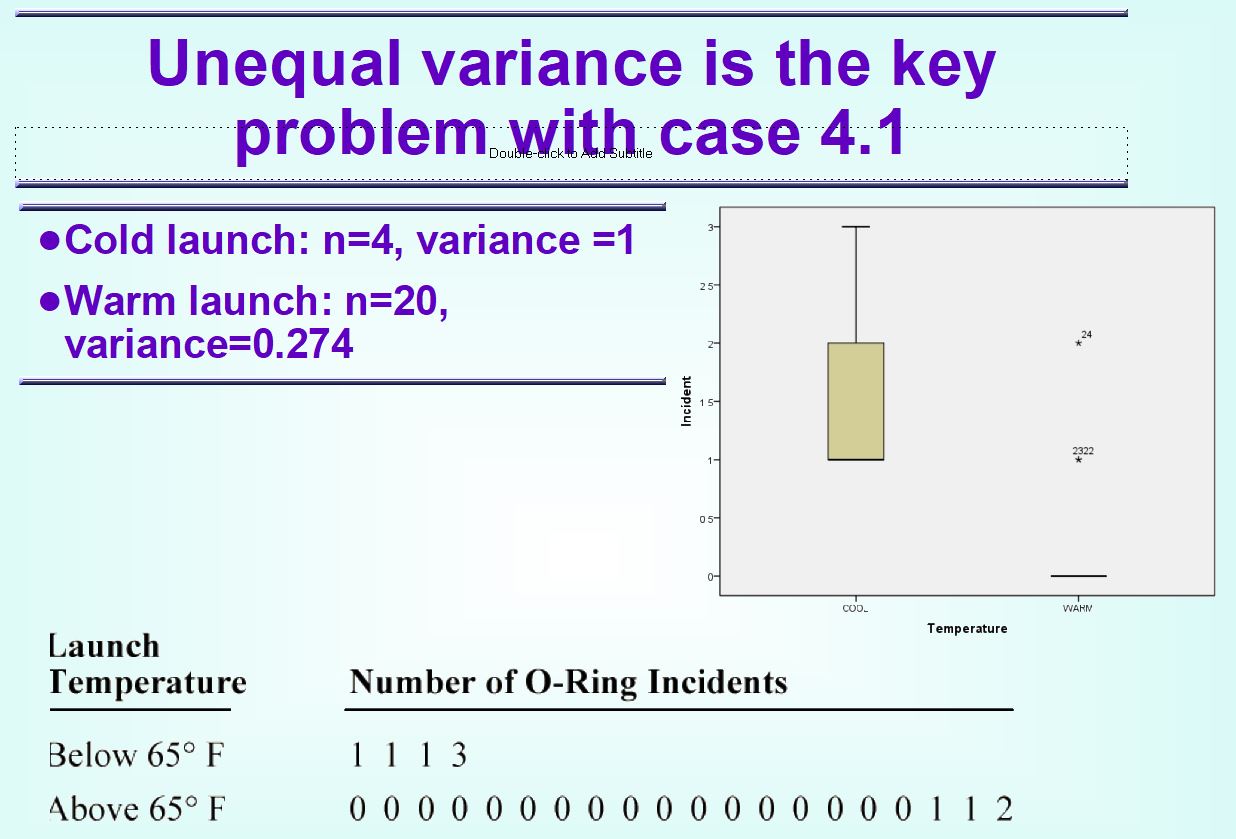 Unequal variance is the key
problem with case 4.1
Double-click to Add Subtitle
●Cold launch: n=4, variance =1
●Warm launch: n=20,
variance=0.274
3
2 5
2
1 5
1
0 5
0
Incident
24
*
2322
*
COOL WARM
Temperature
Launch
Temperature Number of O-Ring Incidents
Below 65° F 1 1 1 3
Above 65° F 0 0 0 0 0 0 0 0 0 0 0 0 0 0 0 0 0 1 1 2